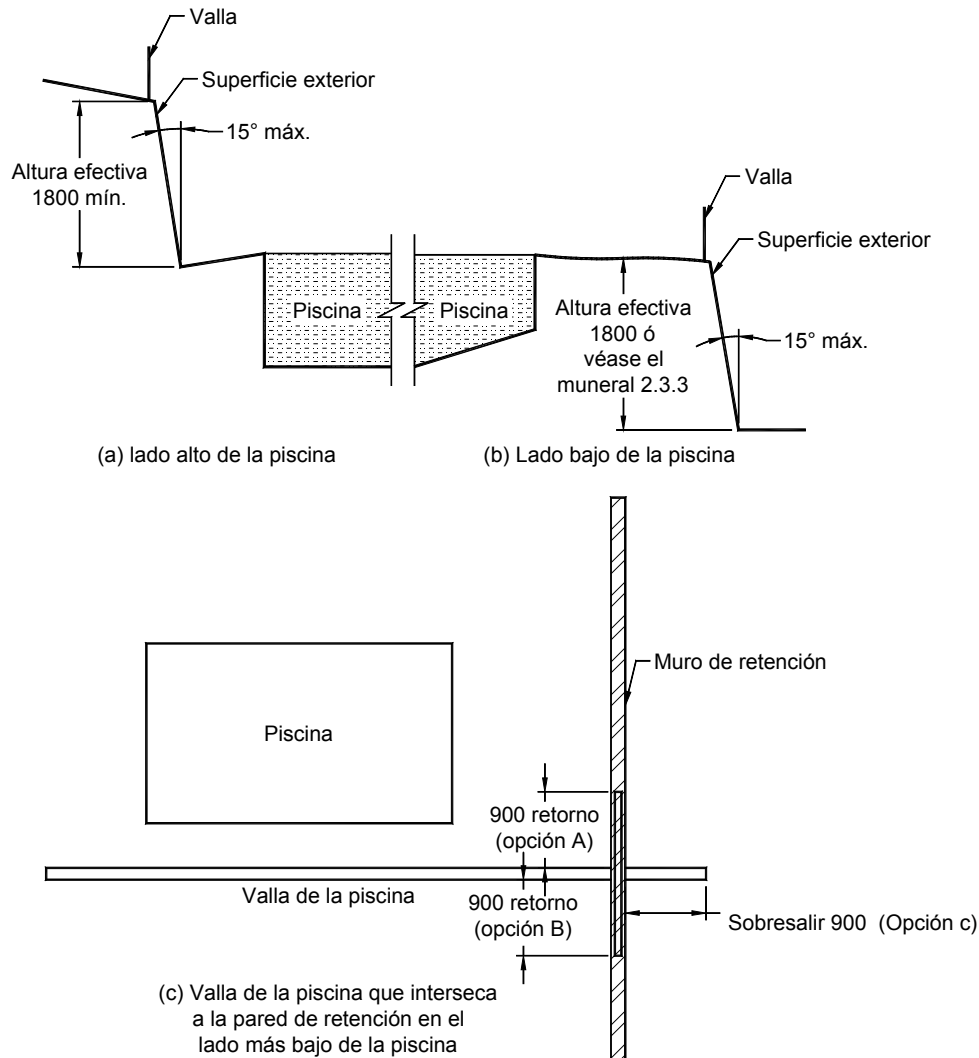 Valla
Superficie exterior
15° máx.
Altura efectiva
1800 mín.
Valla
Superficie exterior
Piscina
Piscina
Altura efectiva
1800 ó
véase el
muneral 2.3.3
15° máx.
(a) lado alto de la piscina
(b) Lado bajo de la piscina
Muro de retención
Piscina
900 retorno
(opción A)
Valla de la piscina
900 retorno
(opción B)
Sobresalir 900 (Opción c)
(c) Valla de la piscina que interseca
a la pared de retención en el
lado más bajo de la piscina